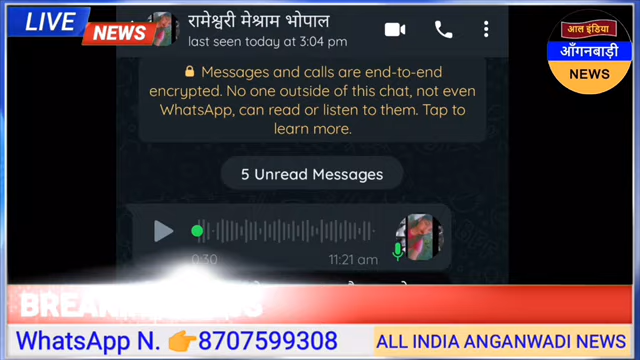 LIVE
NEWS
रामेश्वरी मेश्राम भोपाल
last seen today at 3:04 pm
आल इंडिया
आँगनबाड़ी
NEWS
Messages and calls are end-to-end
encrypted. No one outside of this chat, not even
WhatsApp, can read or listen to them. Tap to
learn more.
5 Unread Messages
0:30
11:21 am
WhatsApp N. 👉8707599308
ALL INDIA ANGANWADI NEWS